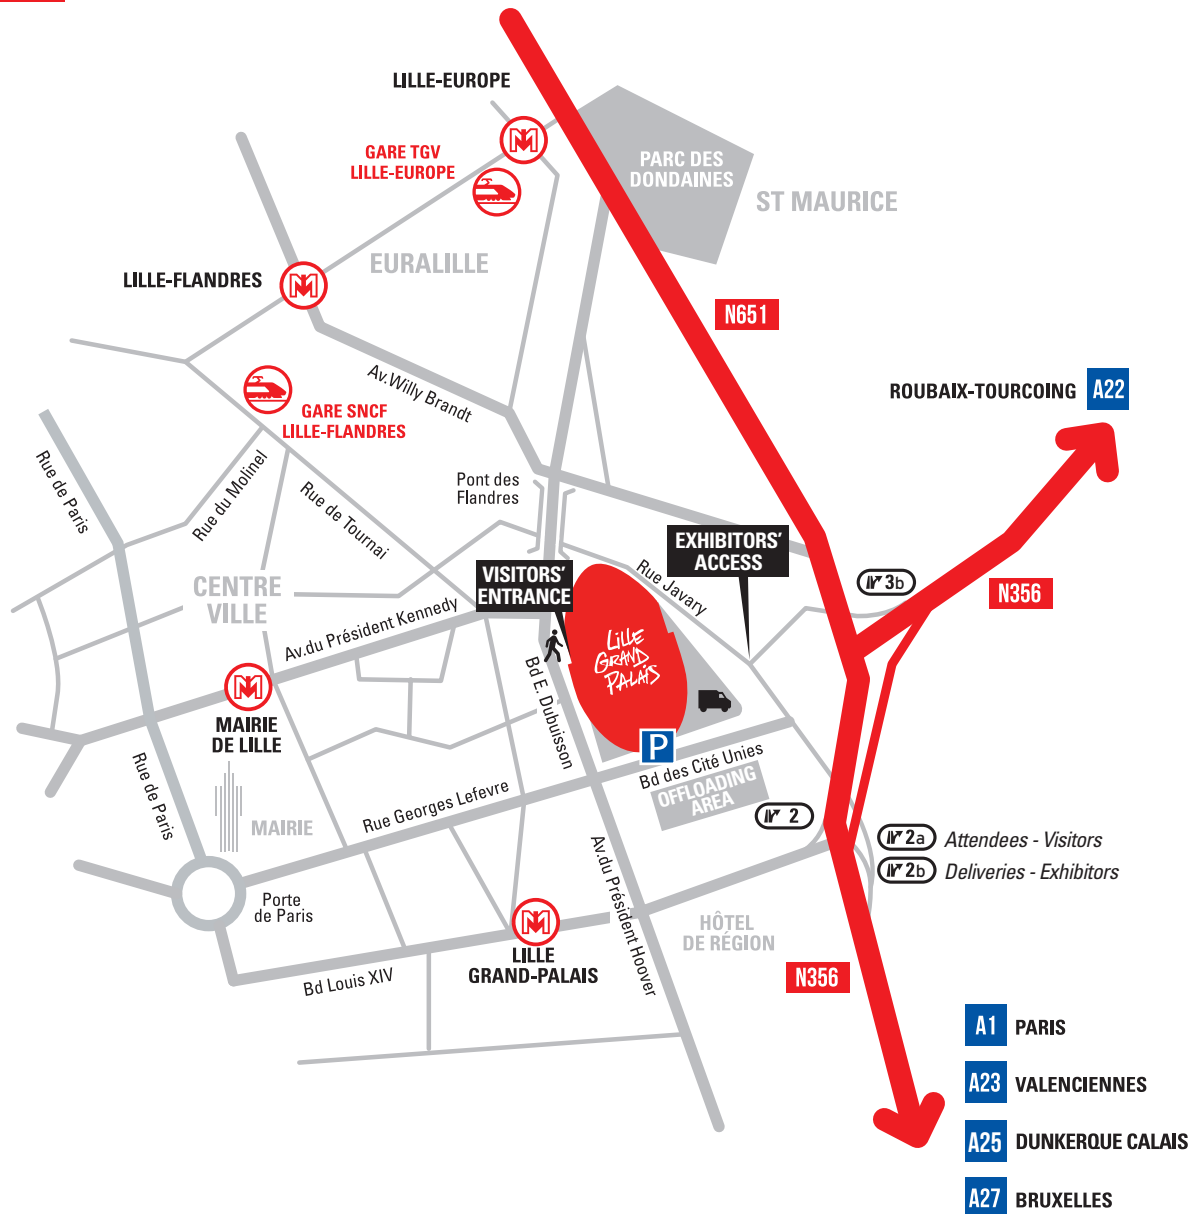 LILLE-EUROPE
GARE TGV
LILLE-EUROPE
PARC DES
DONDAINES
ST MAURICE
EURALILLE
LILLE-FLANDRES
N651
Av.Willy Brandt
ROUBAIX-TOURCOING
A22
GARE SNCF
LILLE-FLANDRES
Rue de Paris
Rue du Molinel
Rue de Tournai
Pont des
Flandres
EXHIBITORS'
ACCESS
VISITORS'
ENTRANCE
Rue Javary
3b
N356
CENTRE
VILLE
Av.du Président Kennedy
LiLLE
GRAND
PALAiS
Bd E. Dubuisson
MAIRIE
DE LILLE
P
Rue de Paris
Bd des Cité Unies
OFFLOADING
AREA
Rue Georges Lefevre
MAIRIE
2
2a Attendees - Visitors
2b Deliveries - Exhibitors
Av.du Président Hoover
Porte
de Paris
HÔTEL
DE RÉGION
LILLE
GRAND-PALAIS
Bd Louis XIV
N356
A1 PARIS
A23 VALENCIENNES
A25 DUNKERQUE CALAIS
A27 BRUXELLES